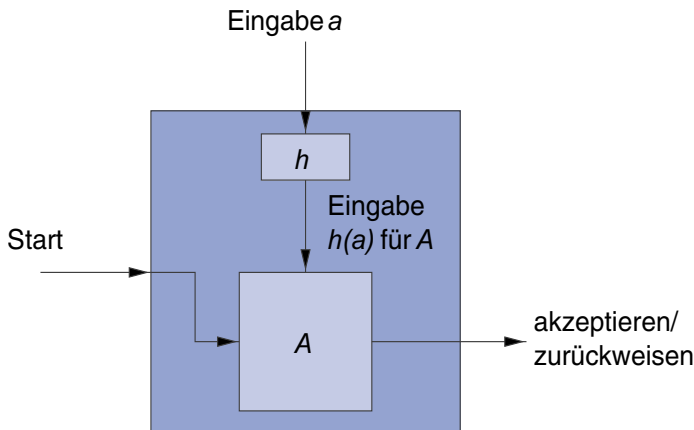 Eingabe a
h
Eingabe
h(a) für A
Start
A
akzeptieren/
zurückweisen